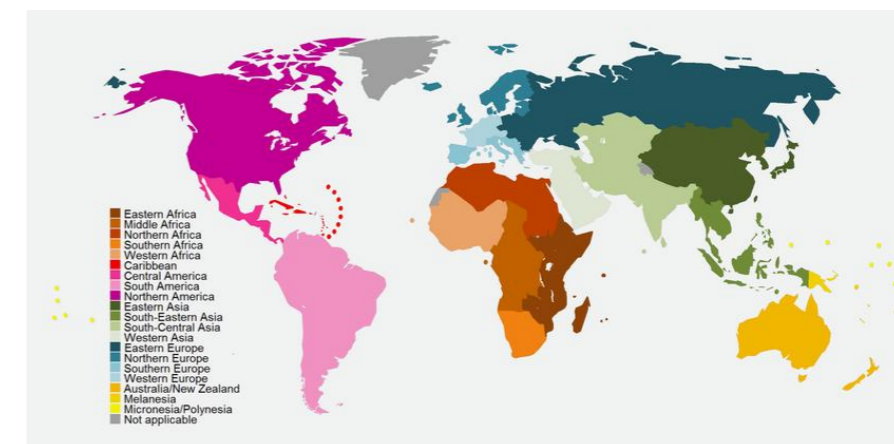 Eastern Africa
Middle Africa
Northern Africa
Southern Africa
Western Africa
Caribbean
Central America
South America
Northern America
Eastern Asia
South-Eastern Asia
South-Central Asia
Western Asia
Eastern Europe
Northern Europe
Southern Europe
Western Europe
Australia/New Zealand
Melanesia
Micronesia/Polynesia
Not applicable